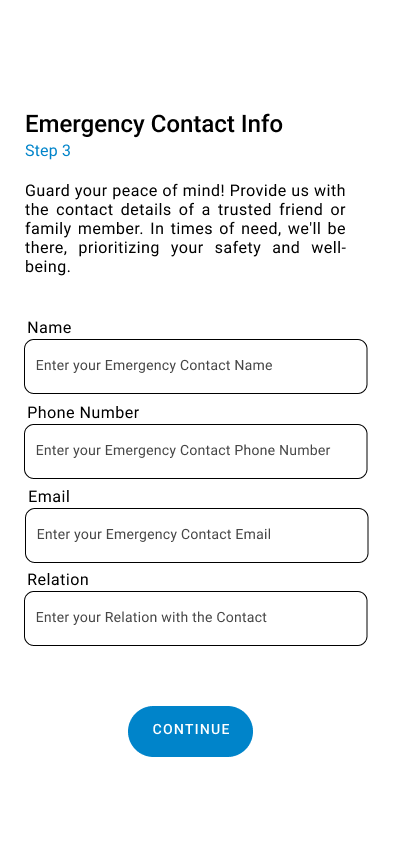 Emergency Contact Info
Step 3
Guard your peace of mind! Provide us with
the contact details of a trusted friend or
family member. In times of need, we'll be
there, prioritizing your safety and well-
being.
Name
Enter your Emergency Contact Name
Phone Number
Enter your Emergency Contact Phone Number
Email
Enter your Emergency Contact Email
Relation
Enter your Relation with the Contact
CONTINUE